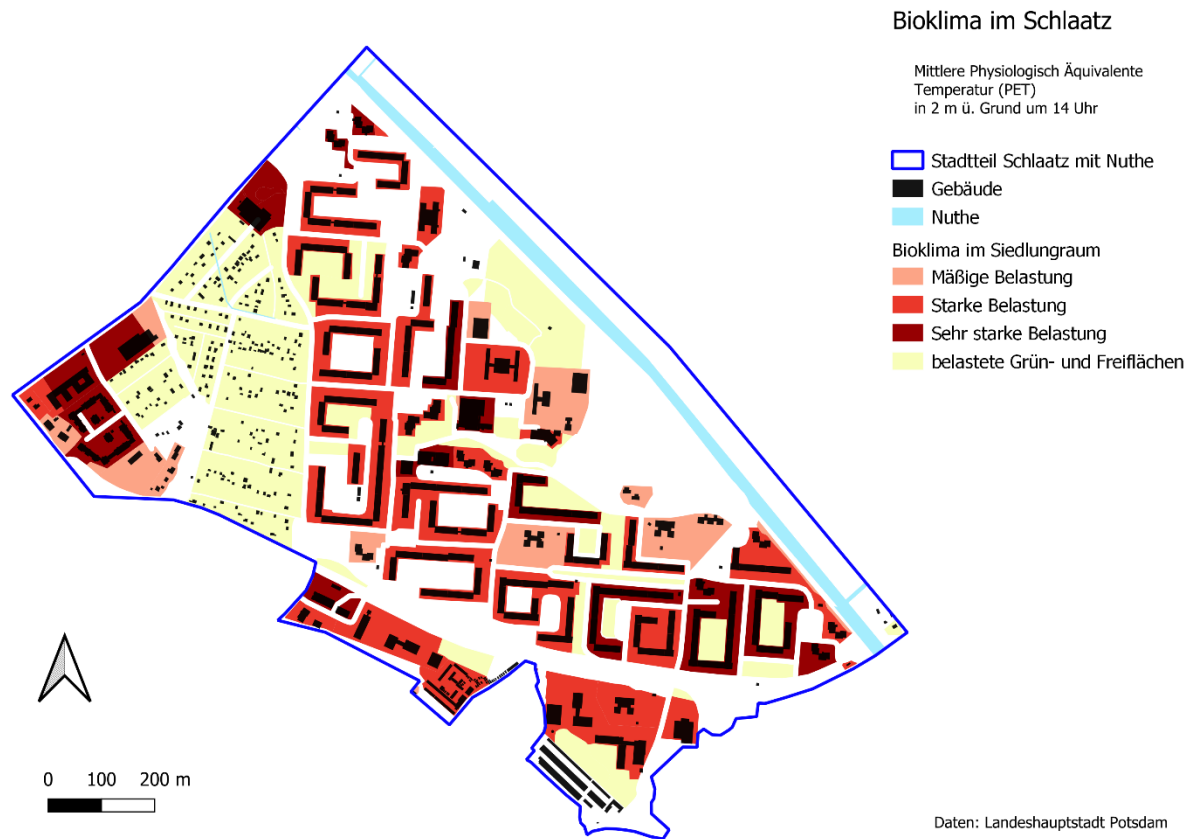 Bioklima im Schlaatz
Mittlere Physiologisch Äquivalente
Temperatur (PET)
in 2 m ü. Grund um 14 Uhr
Stadtteil Schlaatz mit Nuthe
Gebäude
Nuthe
Bioklima im Siedlungraum
Mäßige Belastung
Starke Belastung
Sehr starke Belastung
belastete Grün- und Freiflächen
0 100 200 m
Daten: Landeshauptstadt Potsdam